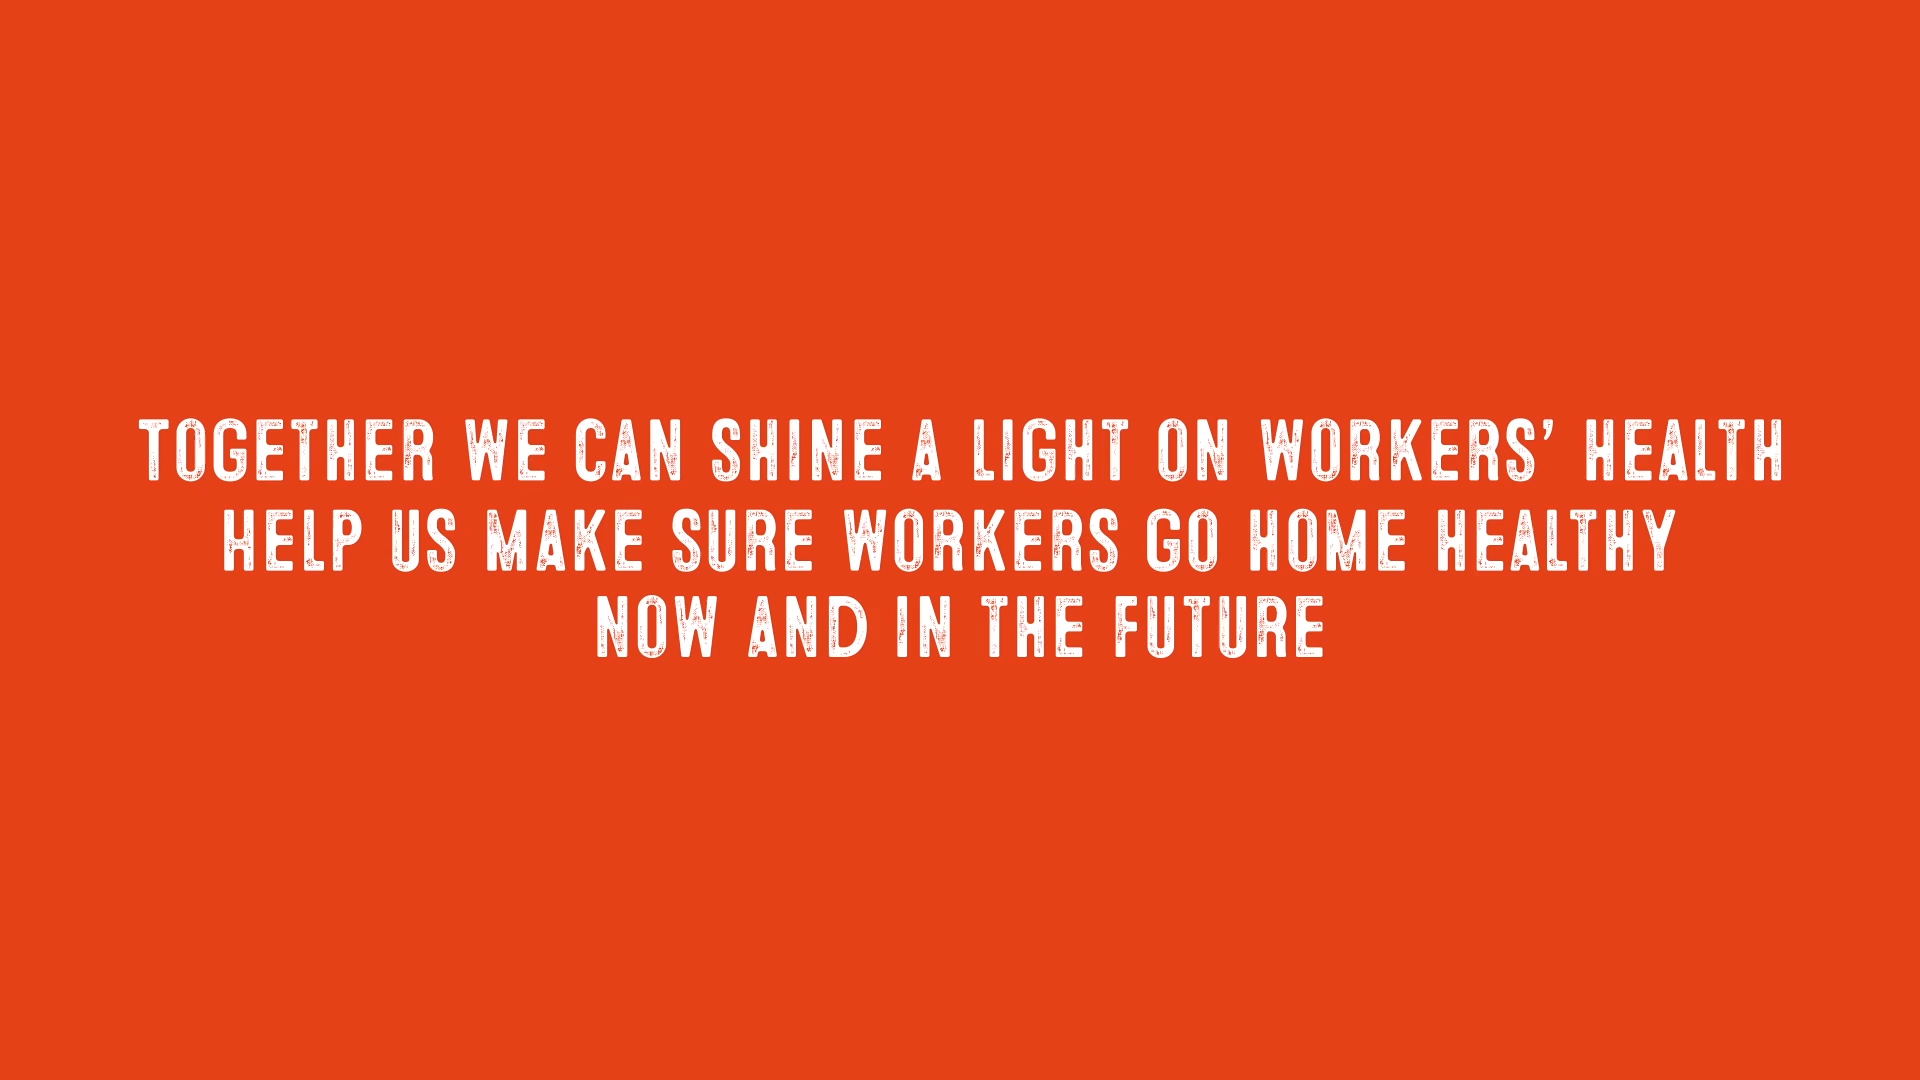 TOGETHER WE CAN SHINE A LIGHT ON WORKERS’ HEALTH
HELP US MAKE SURE WORKERS GO HOME HEALTHY
NOW AND IN THE FUTURE